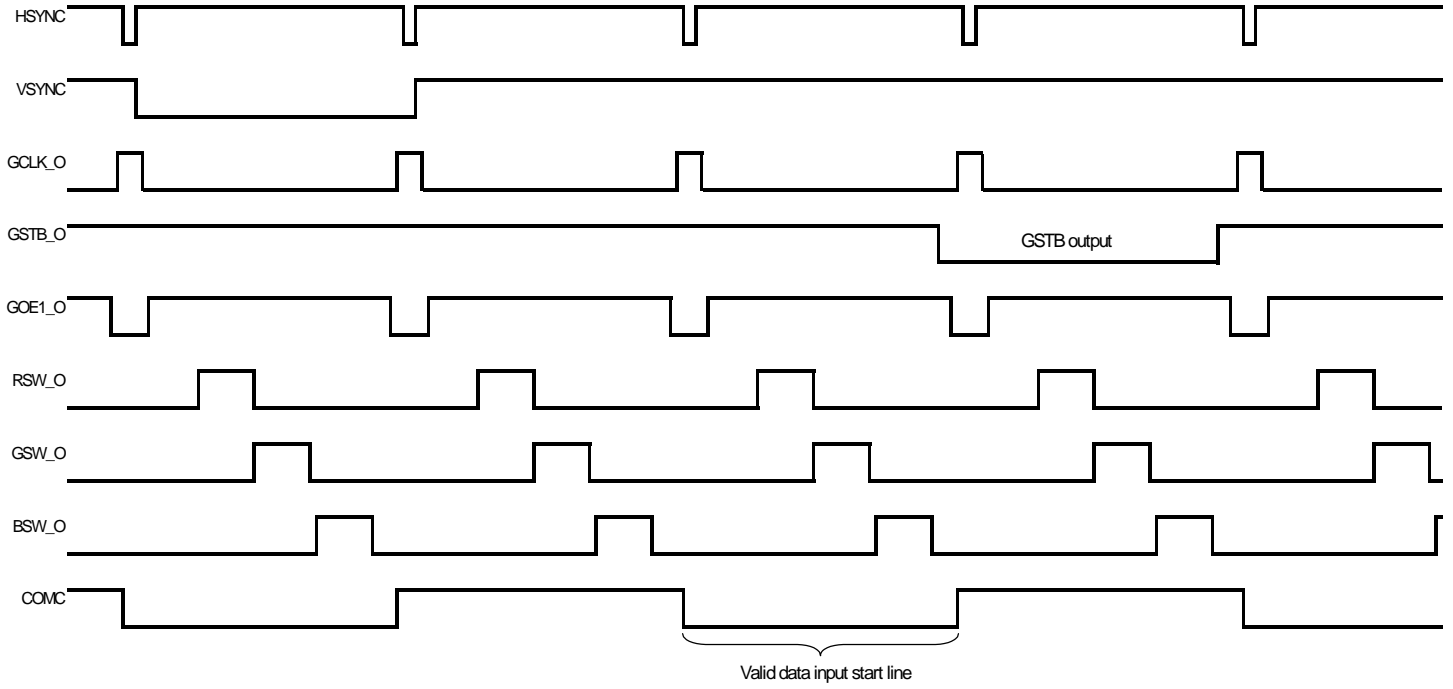 HSYNC
VSYNC
GCLK_O
GSTB_O
GSTB output
GOE1_O
RSW_O
GSW_O
BSW_O
COMC
Valid data input start line